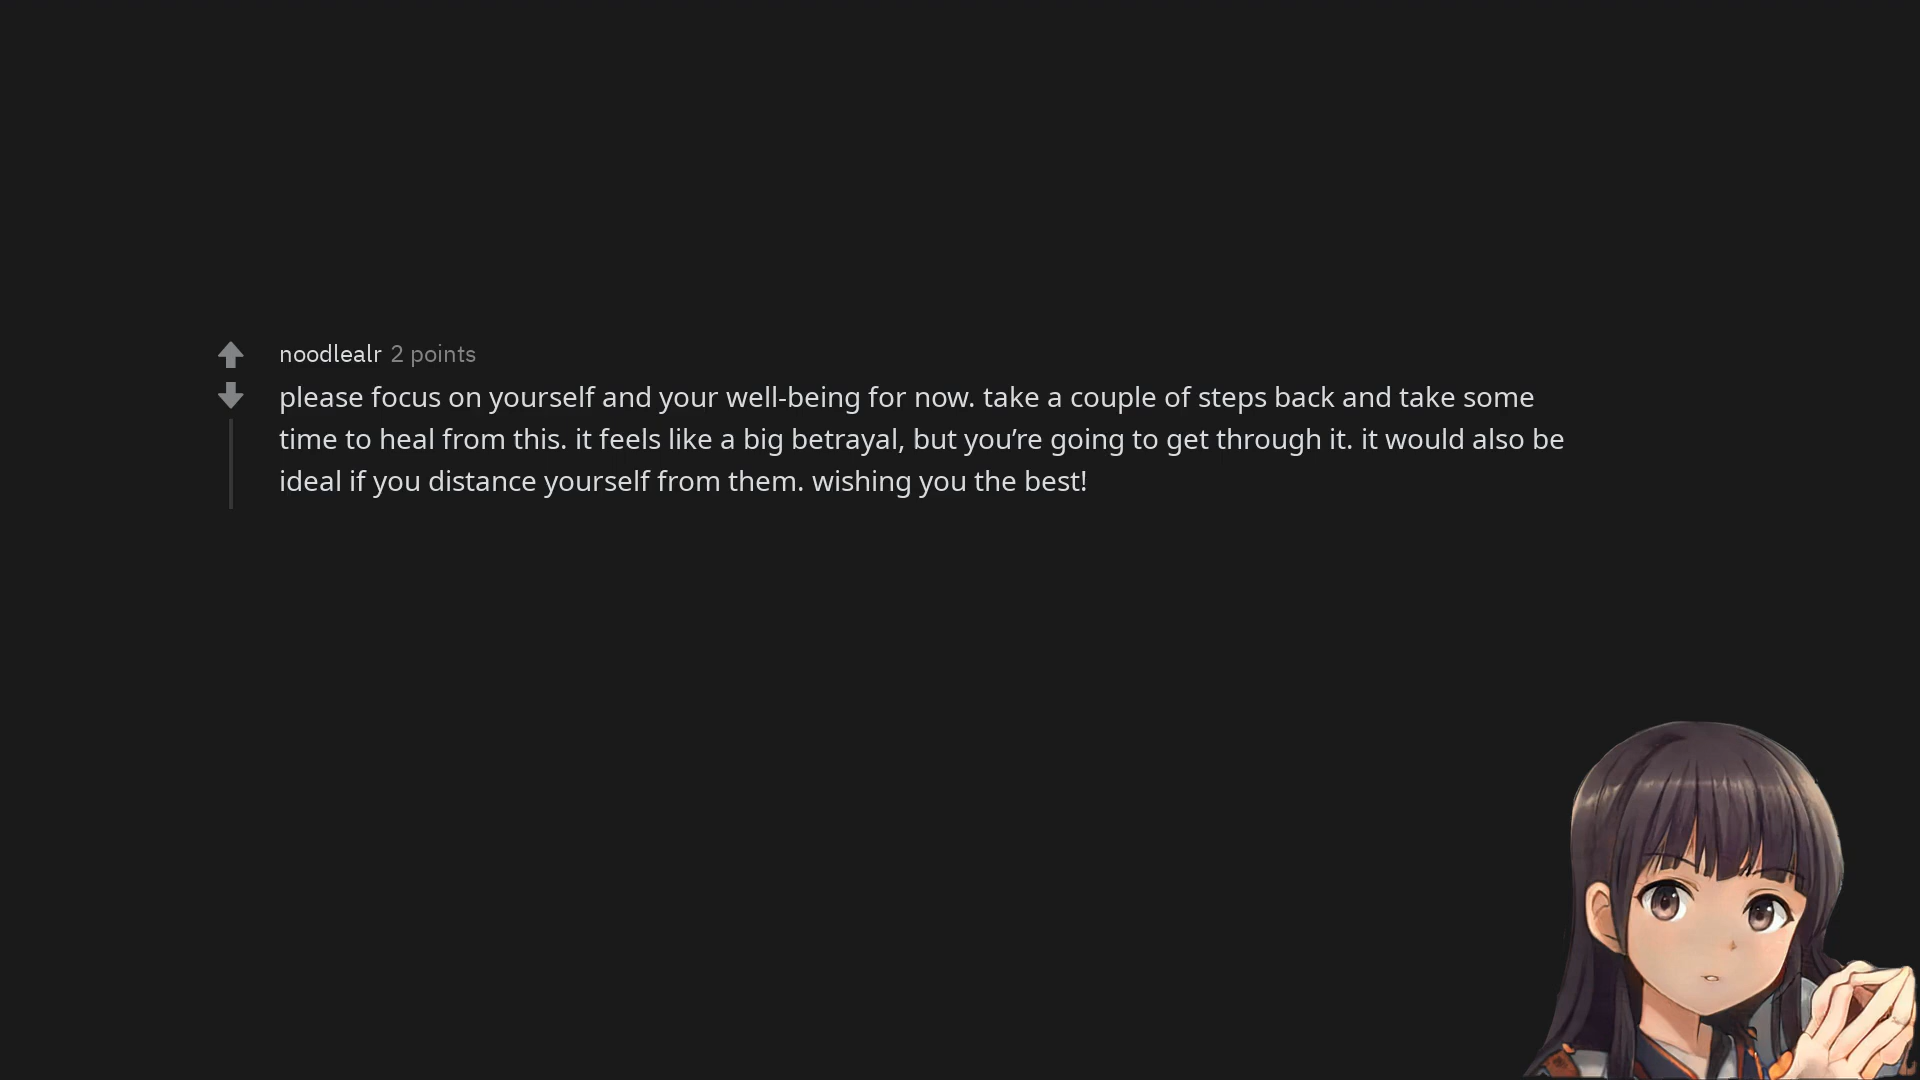 noodlealr 2 points
please focus on yourself and your well-being for now. take a couple of steps back and take some
time to heal from this. it feels like a big betrayal, but you’re going to get through it. it would also be
ideal if you distance yourself from them. wishing you the best!